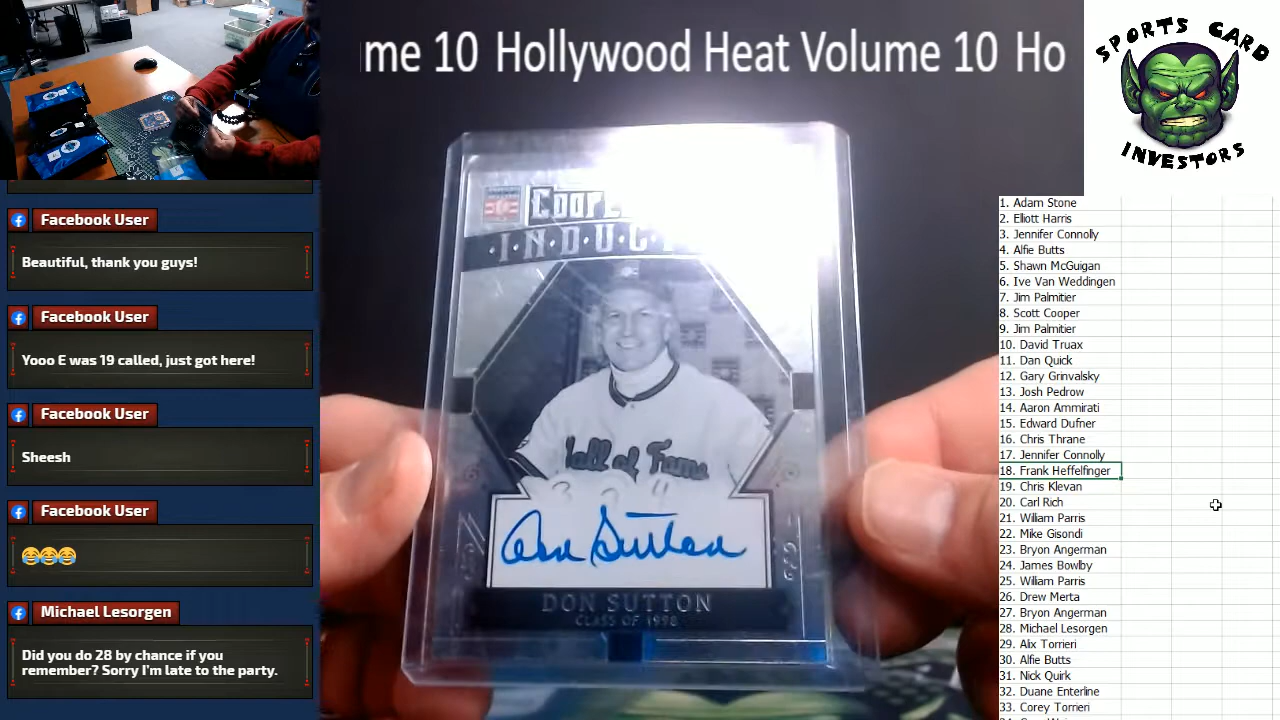 me 10 Hollywood Heat Volume 10 Ho
SPORTS CARD
INVESTORS
Facebook User
Beautiful, thank you guys!
Facebook User
Yooo E was 19 called, just got here!
Facebook User
Sheesh
Facebook User
😂😂😂
Michael Lesorgen
Did you do 28 by chance if you
remember? Sorry I'm late to the party.
Hall of Fame
Don Sutton
DON SUTTON
CLASS OF 1998
1. Adam Stone
2. Elliott Harris
3. Jennifer Connolly
4. Alfie Butts
5. Shawn McGuigan
6. Ive Van Weddingen
7. Jim Palmitier
8. Scott Cooper
9. Jim Palmitier
10. David Truax
11. Dan Quick
12. Gary Grinvalsky
13. Josh Pedrow
14. Aaron Ammirati
15. Edward Dufner
16. Chris Thrane
17. Jennifer Connolly
18. Frank Heffelfinger
19. Chris Klevan
20. Carl Rich
21. William Parris
22. Mike Gisondi
23. Bryon Angerman
24. James Bowlby
25. William Parris
26. Drew Merta
27. Bryon Angerman
28. Michael Lesorgen
29. Alix Torrieri
30. Alfie Butts
31. Nick Quirk
32. Duane Enterline
33. Corey Torrieri